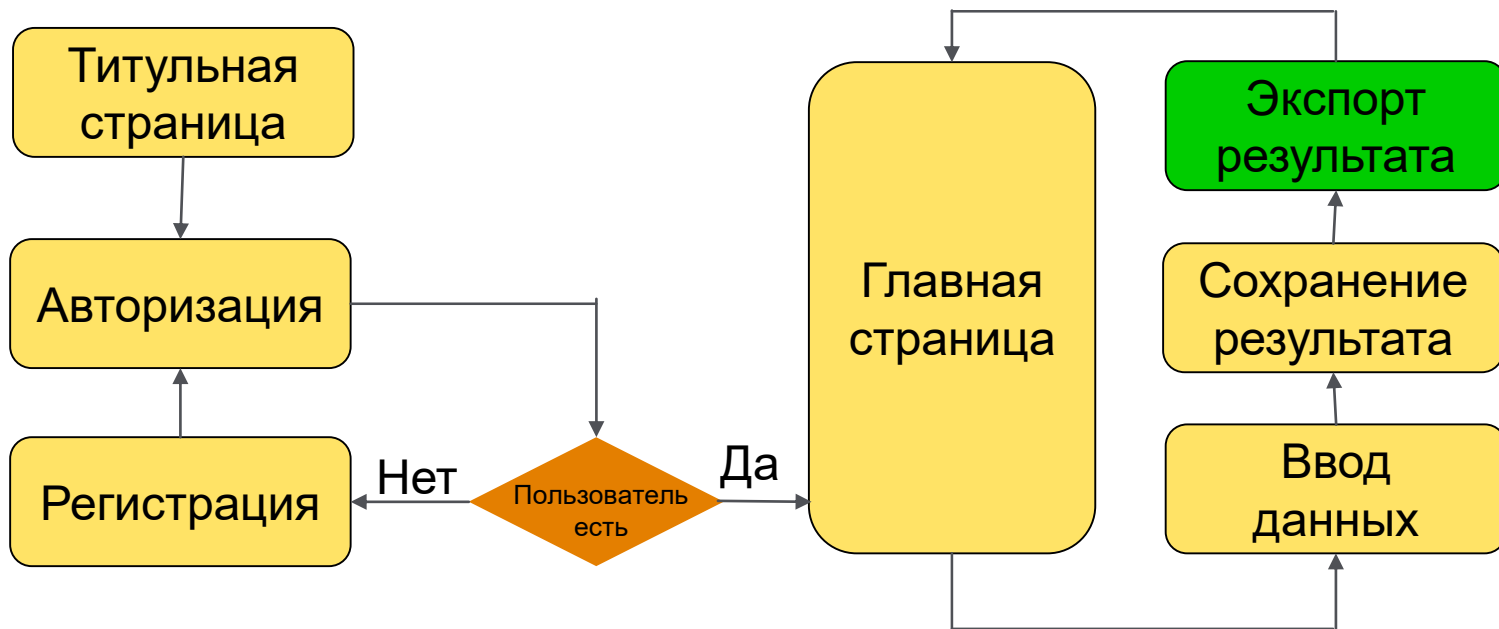 Титульная
страница
Авторизация
Регистрация
Нет
Пользователь
есть
Да
Главная
страница
Экспорт
результата
Сохранение
результата
Ввод
данных